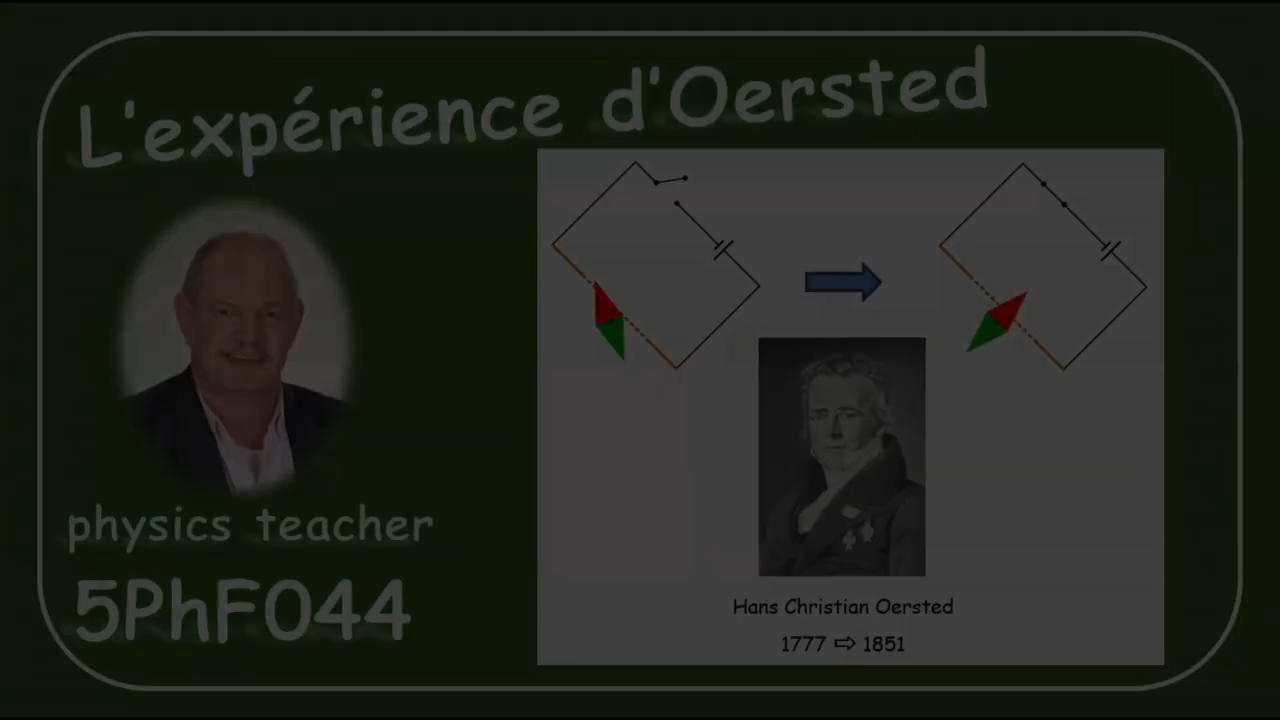 L'expérience d'Oersted
physics teacher
5PhF044
Hans Christian Oersted
1777 ⇨ 1851